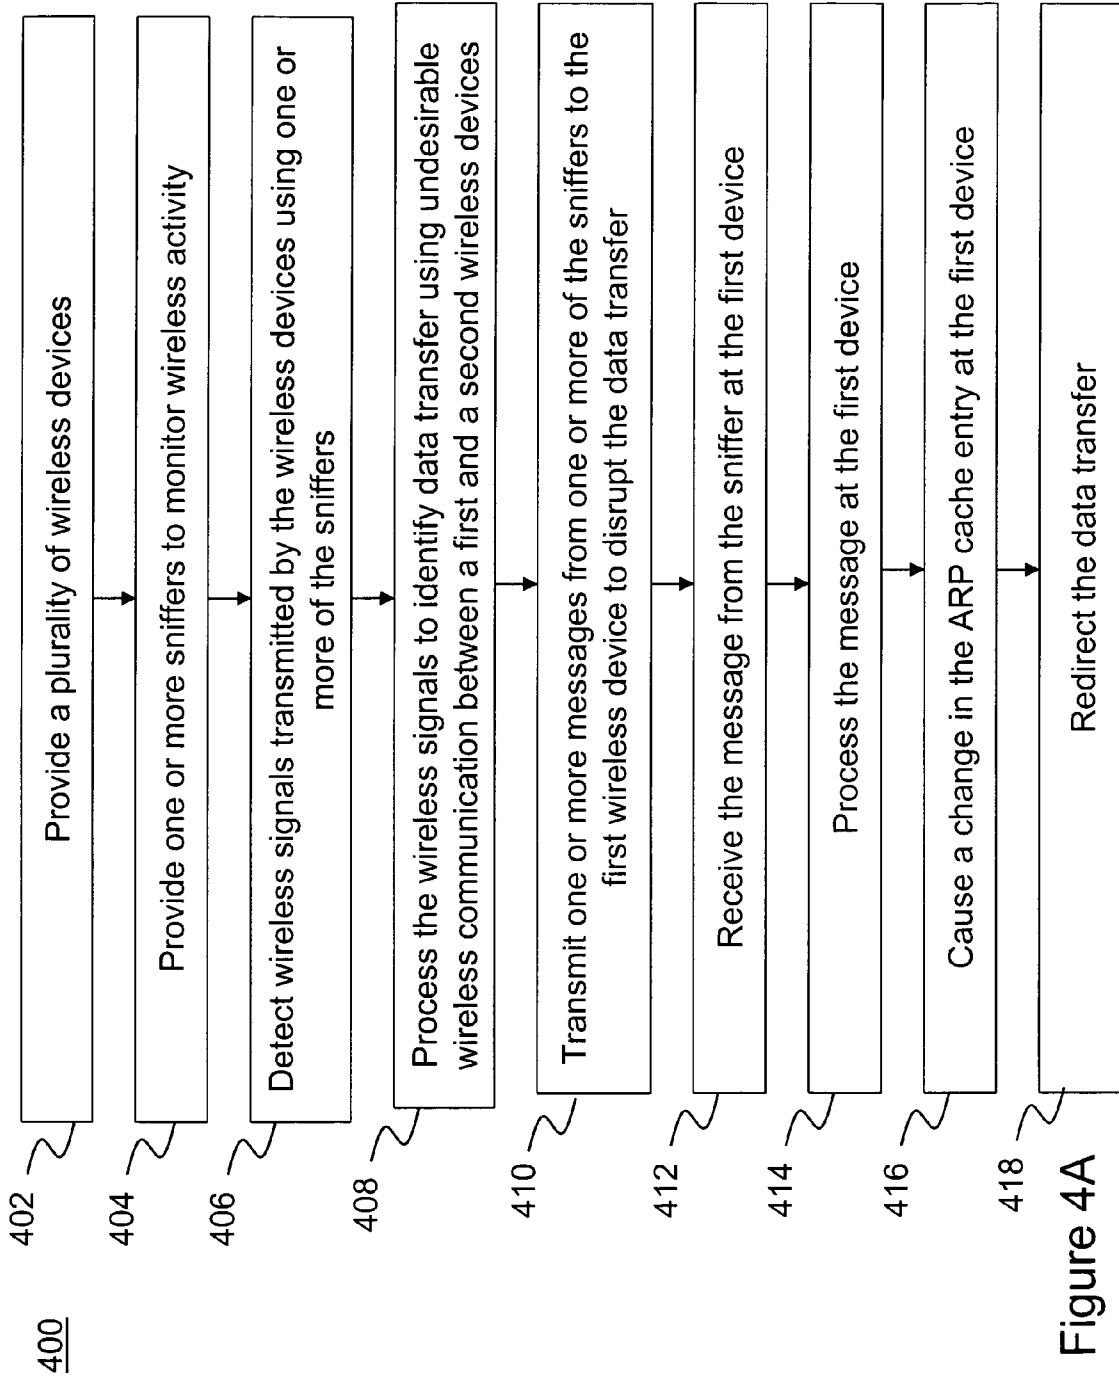 400
402
Provide a plurality of wireless devices
404
Provide one or more sniffers to monitor wireless activity
406
Detect wireless signals transmitted by the wireless devices using one or
more of the sniffers
408
Process the wireless signals to identify data transfer using undesirable
wireless communication between a first and a second wireless devices
410
Transmit one or more messages from one or more of the sniffers to the
first wireless device to disrupt the data transfer
412
Receive the message from the sniffer at the first device
414
Process the message at the first device
416
Cause a change in the ARP cache entry at the first device
418
Redirect the data transfer
Figure 4A